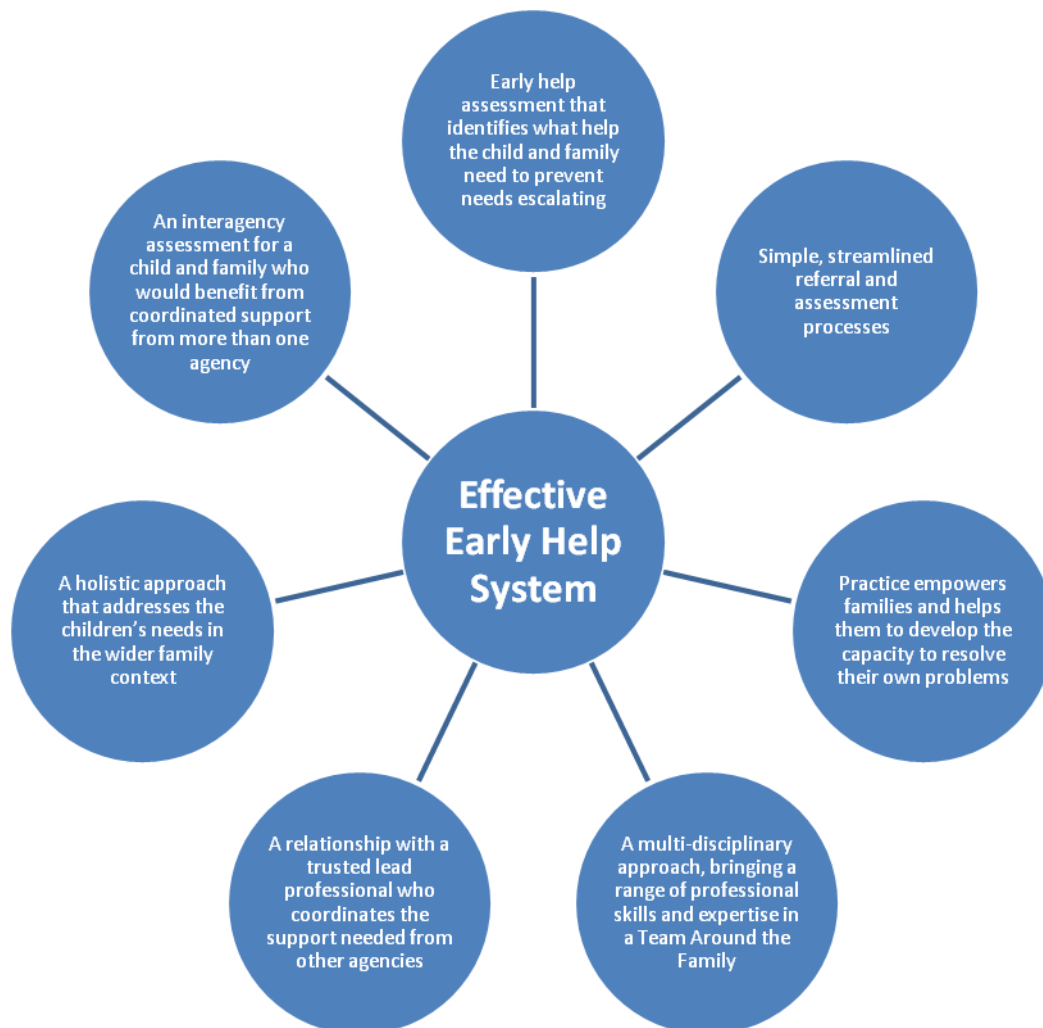 Early help
assessment that
identifies what help
the child and family
need to prevent
needs escalating
Simple, streamlined
referral and
assessment
processes
Practice empowers
families and helps
them to develop the
capacity to resolve
their own problems
A multi-disciplinary
approach, bringing a
range of professional
skills and expertise in
a Team Around the
Family
A relationship with a
trusted lead
professional who
coordinates the
support needed from
other agencies
A holistic approach
that addresses the
children’s needs in
the wider family
context
An interagency
assessment for a
child and family who
would benefit from
coordinated support
from more than one
agency
Effective
Early Help
System